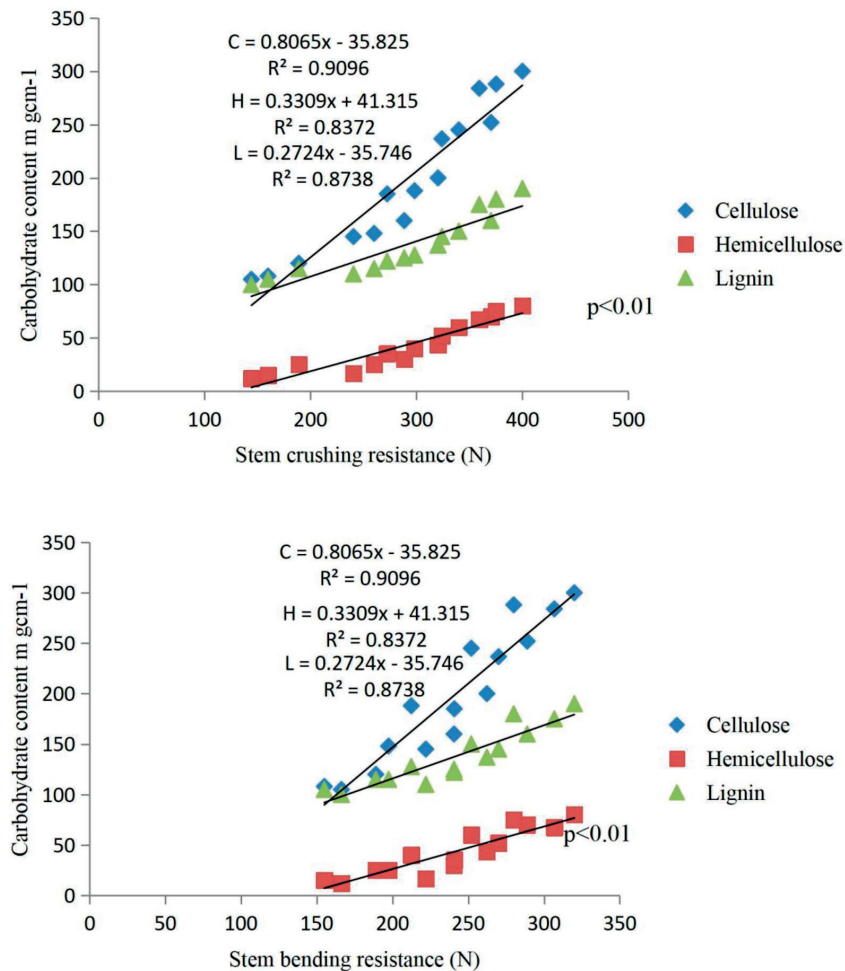 350
300
250
200
150
100
50
0
Carbohydrate content m gcm-1
C = 0.8065x - 35.825
R² = 0.9096
H = 0.3309x + 41.315
R² = 0.8372
L = 0.2724x - 35.746
R² = 0.8738
Cellulose
Hemicellulose
Lignin
p<0.01
0 100 200 300 400 500
Stem crushing resistance (N)
350
300
250
200
150
100
50
0
Carbohydrate content m gcm-1
C = 0.8065x - 35.825
R² = 0.9096
H = 0.3309x + 41.315
R² = 0.8372
L = 0.2724x - 35.746
R² = 0.8738
Cellulose
Hemicellulose
Lignin
p<0.01
0 50 100 150 200 250 300 350
Stem bending resistance (N)